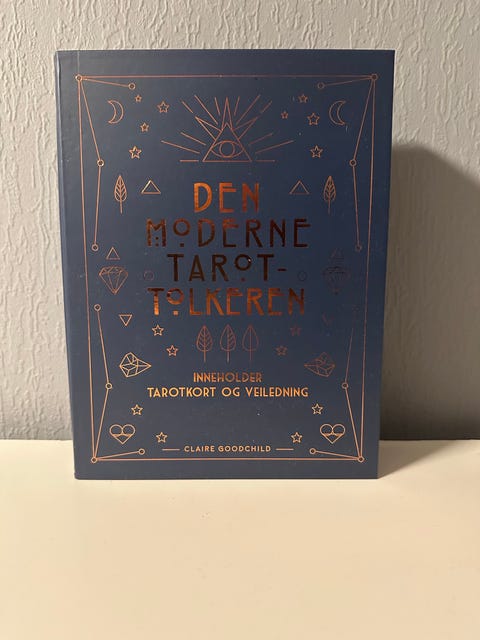 DEN
MODERNE
TAROT-
TOLKEREN
INNEHOLDER
TAROTKORT OG VEILEDNING
CLAIRE GOODCHILD